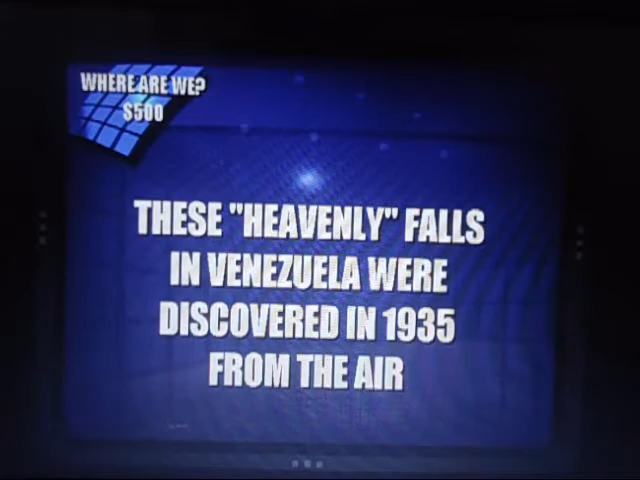 WHERE ARE WE?
$500
THESE "HEAVENLY" FALLS
IN VENEZUELA WERE
DISCOVERED IN 1935
FROM THE AIR